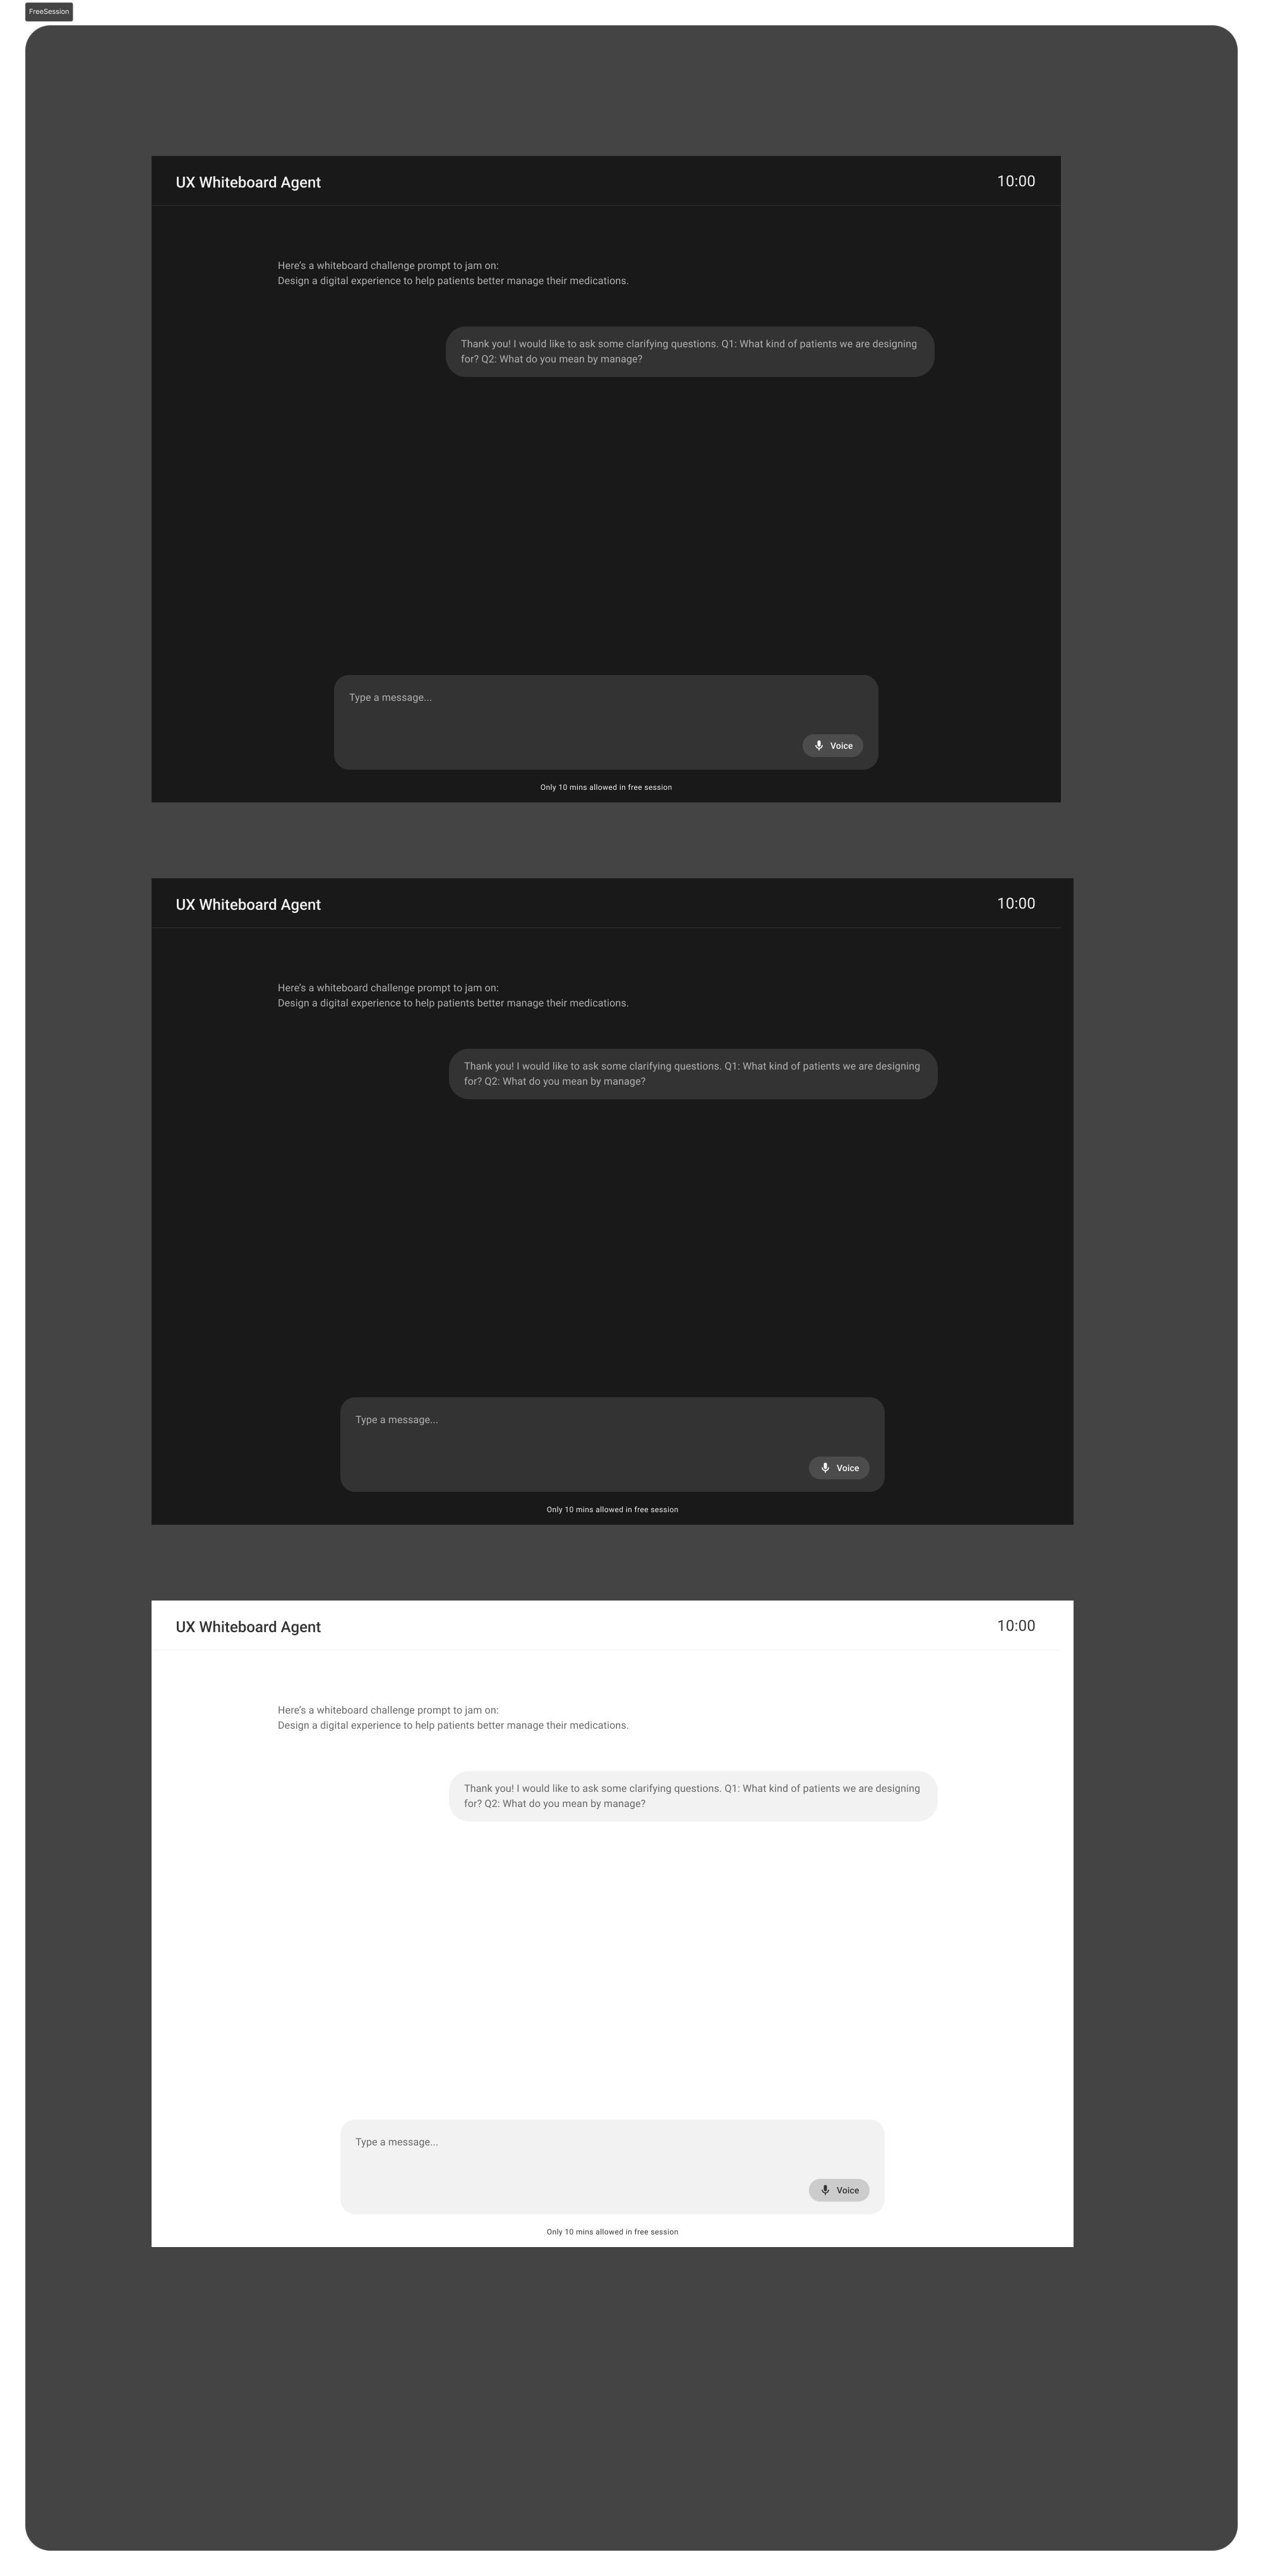 FreeSession
UX Whiteboard Agent
10:00
Here’s a whiteboard challenge prompt to jam on:
Design a digital experience to help patients better manage their medications.
Thank you! I would like to ask some clarifying questions. Q1: What kind of patients we are designing
for? Q2: What do you mean by manage?
Type a message...
Voice
Only 10 mins allowed in free session
UX Whiteboard Agent
10:00
Here’s a whiteboard challenge prompt to jam on:
Design a digital experience to help patients better manage their medications.
Thank you! I would like to ask some clarifying questions. Q1: What kind of patients we are designing
for? Q2: What do you mean by manage?
Type a message...
Voice
Only 10 mins allowed in free session
UX Whiteboard Agent
10:00
Here’s a whiteboard challenge prompt to jam on:
Design a digital experience to help patients better manage their medications.
Thank you! I would like to ask some clarifying questions. Q1: What kind of patients we are designing
for? Q2: What do you mean by manage?
Type a message...
Voice
Only 10 mins allowed in free session